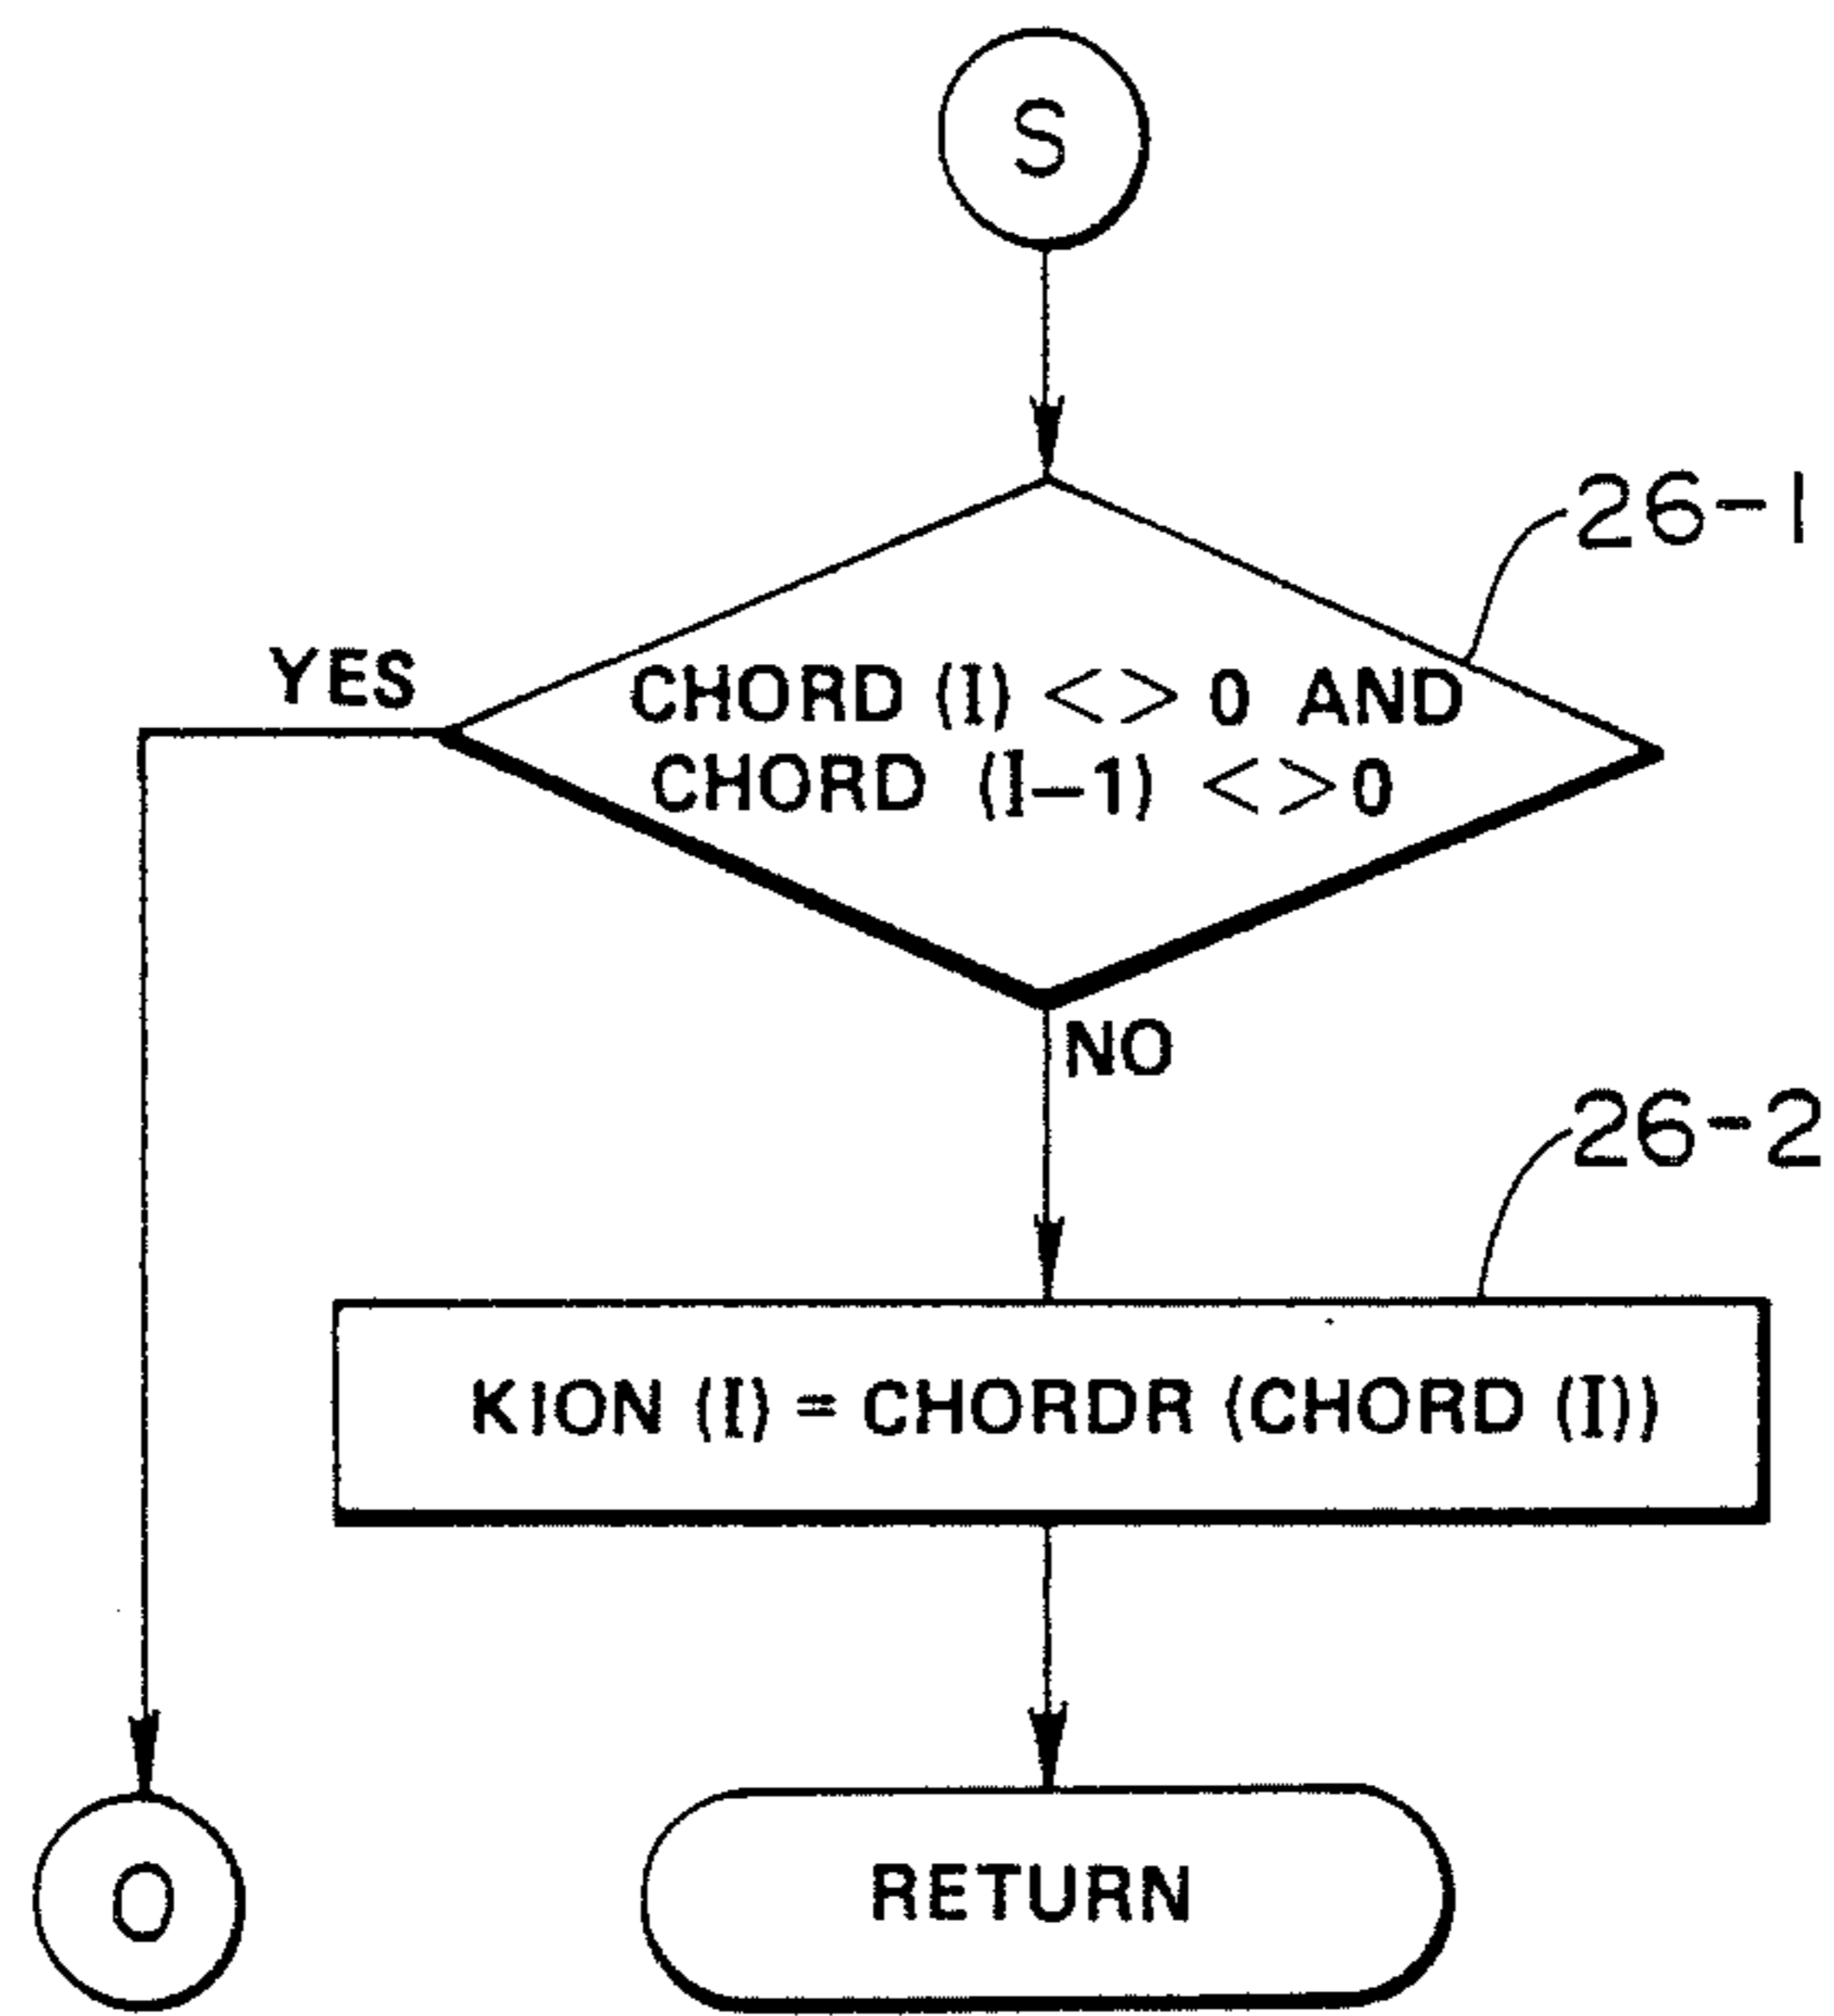 S
26-1
YES
CHORD (I) <> 0 AND
CHORD (I-1) <>0
NO
26-2
KION (I) = CHORDR (CHORD (I))
O
RETURN